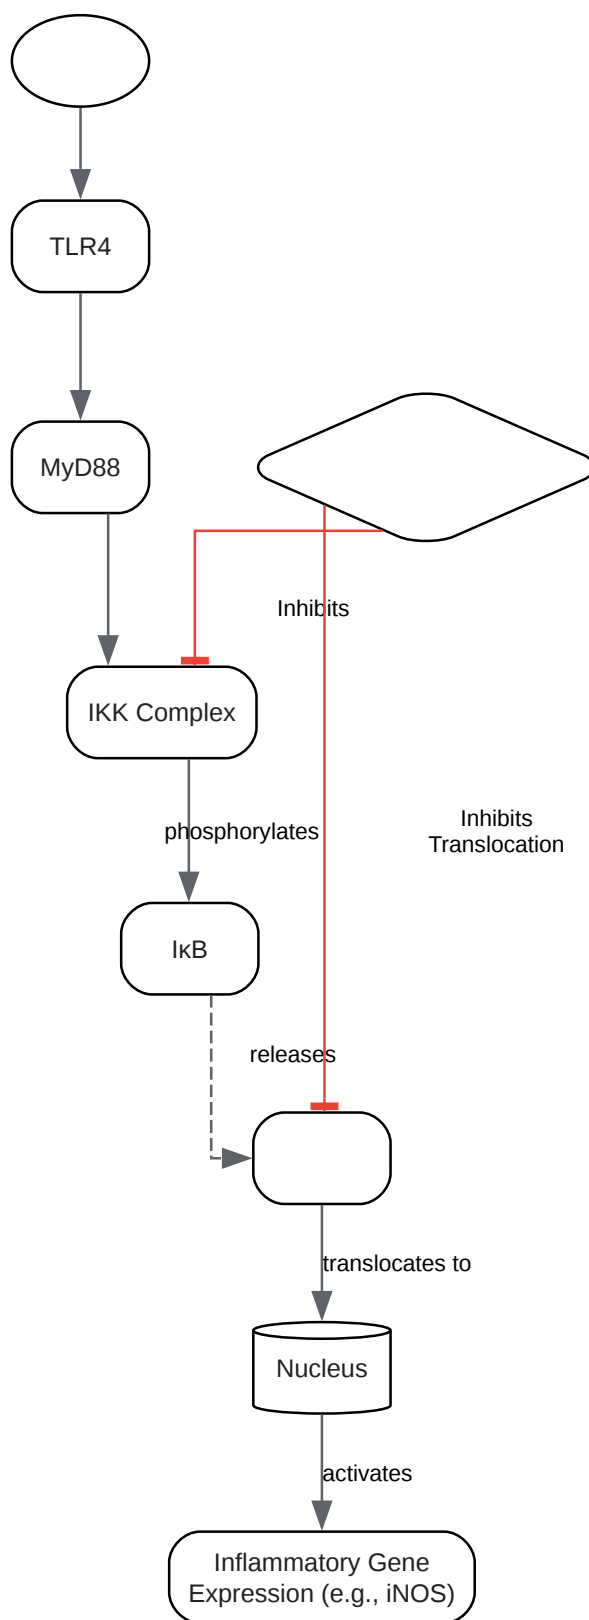 TLR4
MyD88
Inhibits
IKK Complex
Inhibits
Translocation
phosphorylates
IκB
releases
translocates to
Nucleus
activates
Inflammatory Gene
Expression (e.g., iNOS)